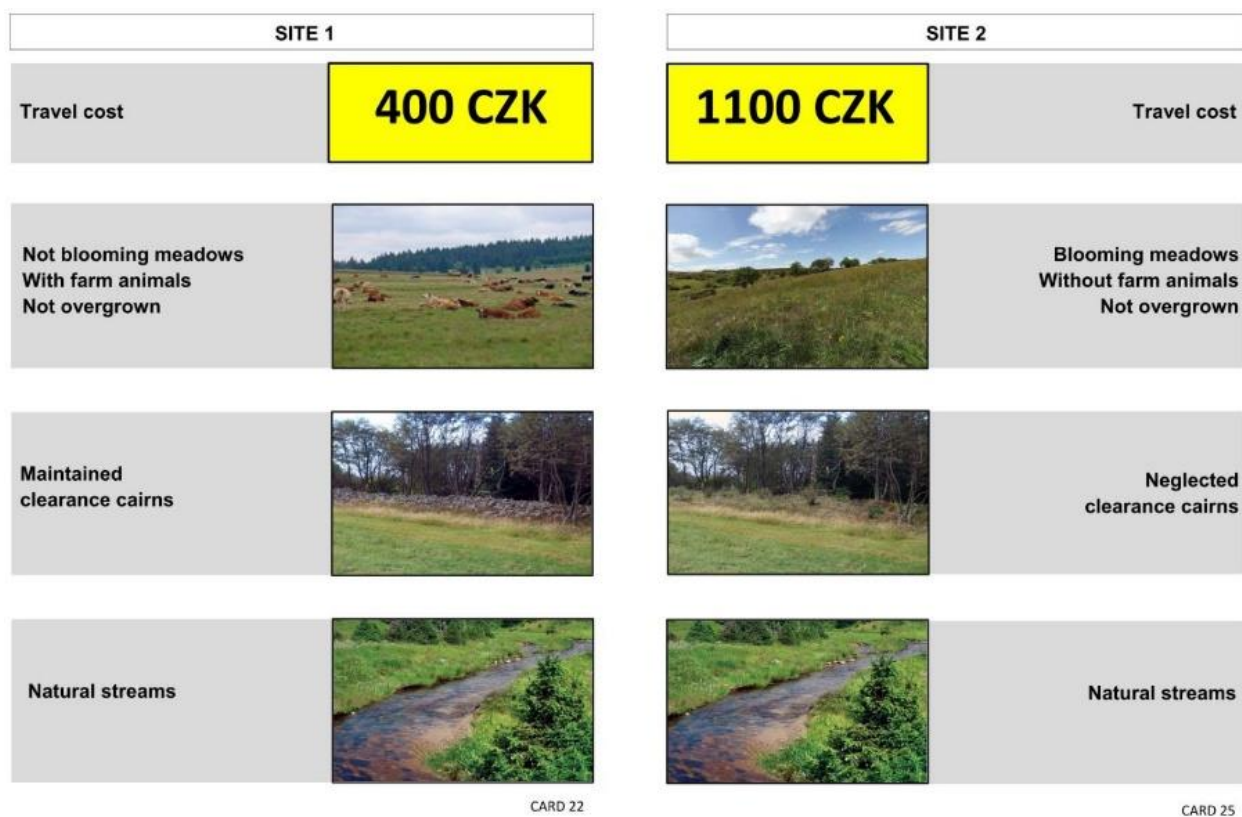 SITE 1
Travel cost
400 CZK
Not blooming meadows
With farm animals
Not overgrown
Maintained
clearance cairns
Natural streams
CARD 22
SITE 2
1100 CZK
Travel cost
Blooming meadows
Without farm animals
Not overgrown
Neglected
clearance cairns
Natural streams
CARD 25